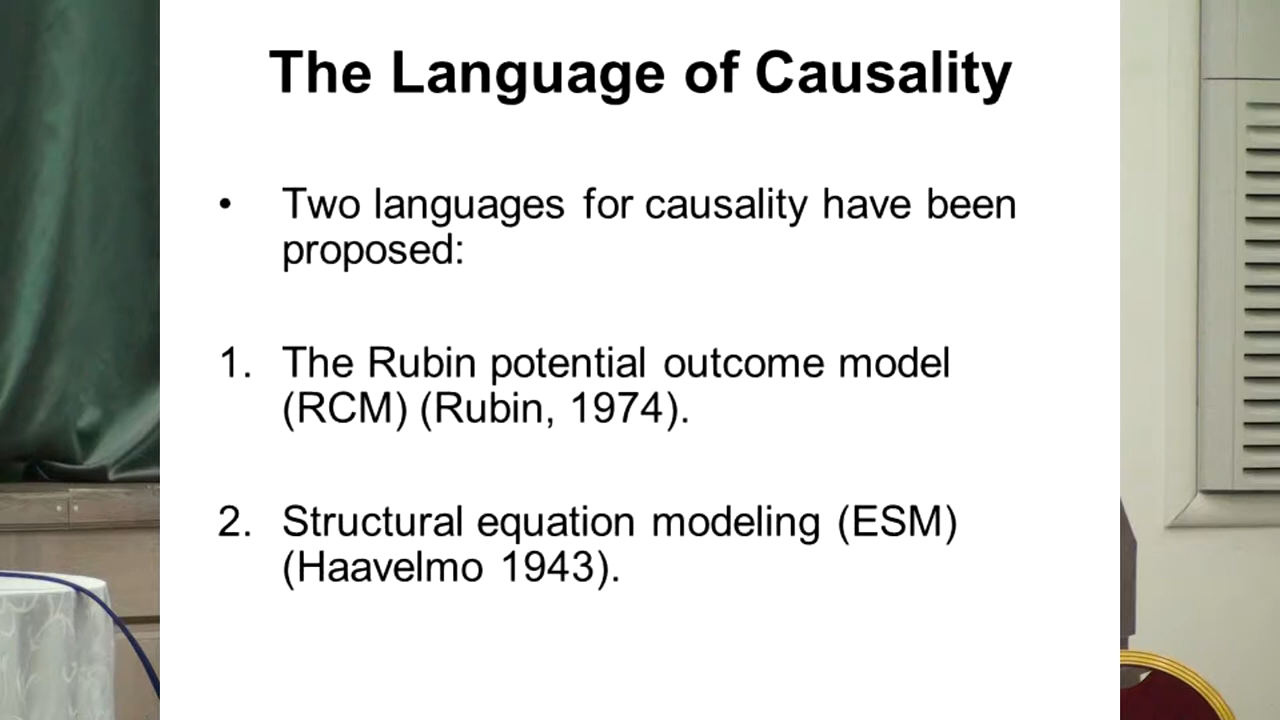 The Language of Causality
• Two languages for causality have been
proposed:
1. The Rubin potential outcome model
(RCM) (Rubin, 1974).
2. Structural equation modeling (ESM)
(Haavelmo 1943).